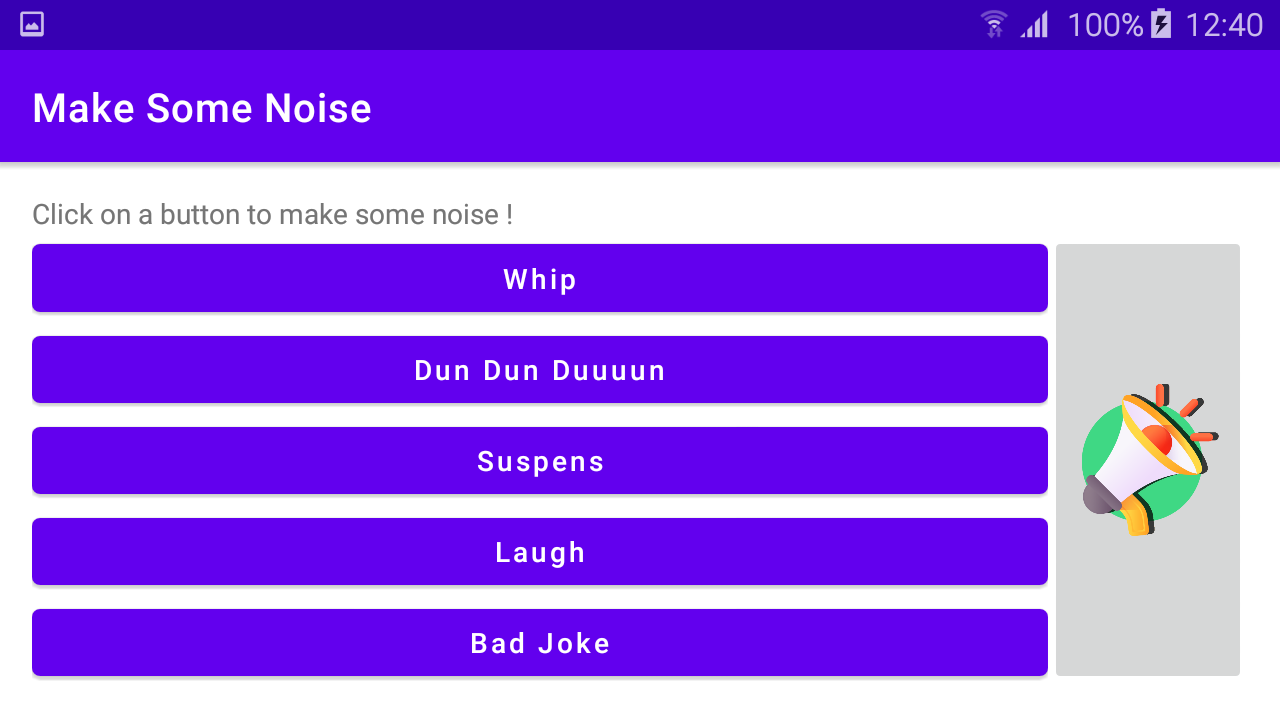 100% 12:40
Make Some Noise
Click on a button to make some noise !
Whip
Dun Dun Duuuun
Suspens
Laugh
Bad Joke